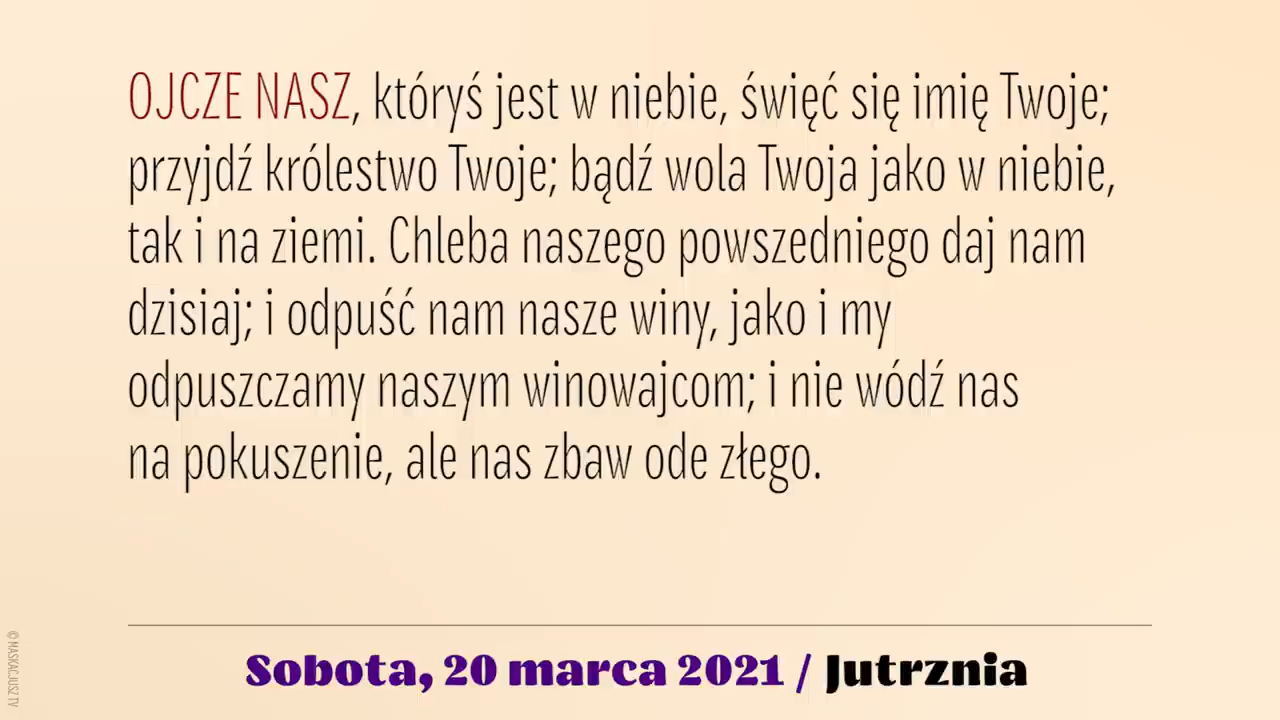 OJCZE NASZ, któryś jest w niebie, święć się imię Twoje;
przyjdź królestwo Twoje; bądź wola Twoja jako w niebie,
tak i na ziemi. Chleba naszego powszedniego daj nam
dzisiaj; i odpuść nam nasze winy, jako i my
odpuszczamy naszym winowajcom; i nie wódź nas
na pokuszenie, ale nas zbaw ode złego.
Sobota, 20 marca 2021 / Jutrznia
© MASKACJUSZ TV